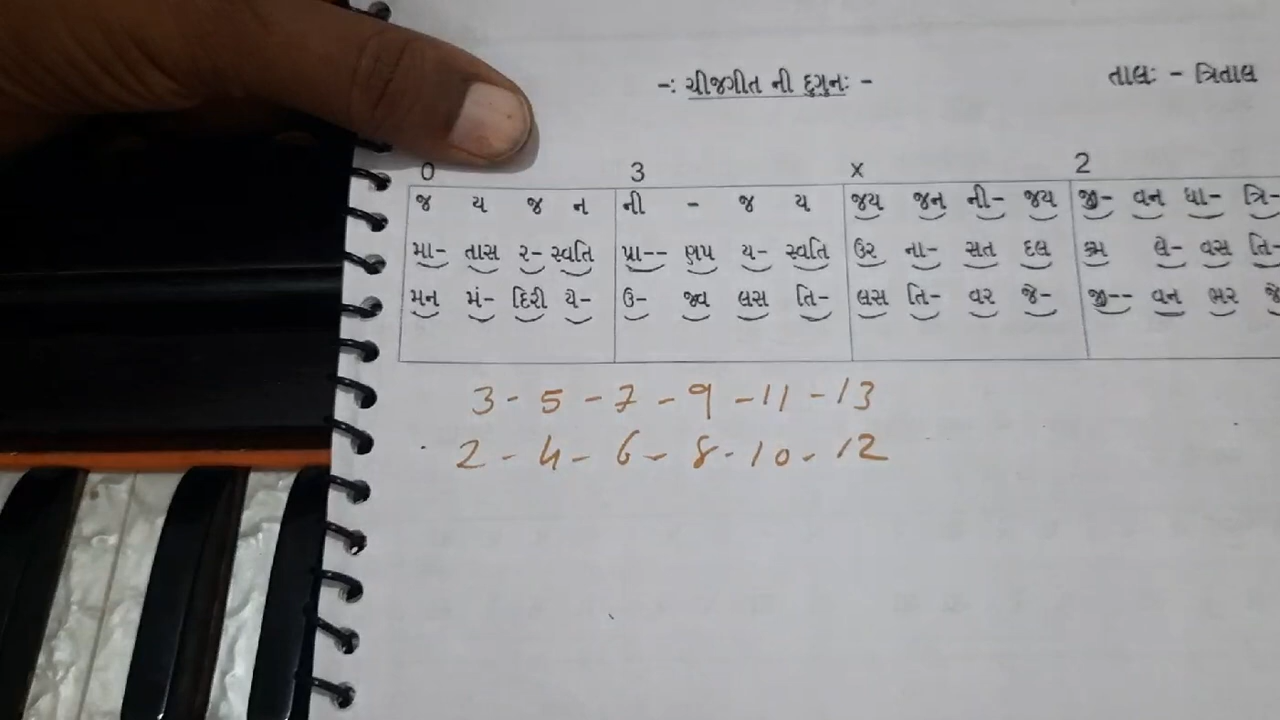 -: ચીજગીત ની દુગુનઃ - તાલઃ - ત્રિતાલ
0 3 x 2
જ ય જ ન ની - જ ય જય જન ની- જય જી- વન ધા- ત્રિ-
મા- તાસ ર- સ્વતિ પ્રા-- ણપ ય- સ્વતિ ઉર ના- સત દલ લે- વસ તિ-
મન મં- દિરી યે- ઉ- જ્વ લસ તિ- લસ તિ- વર જે- જી-- વન ભર જે
3 - 5 - 7 - 9 - 11 - 13
2 - 4 - 6 - 8 - 10 - 12